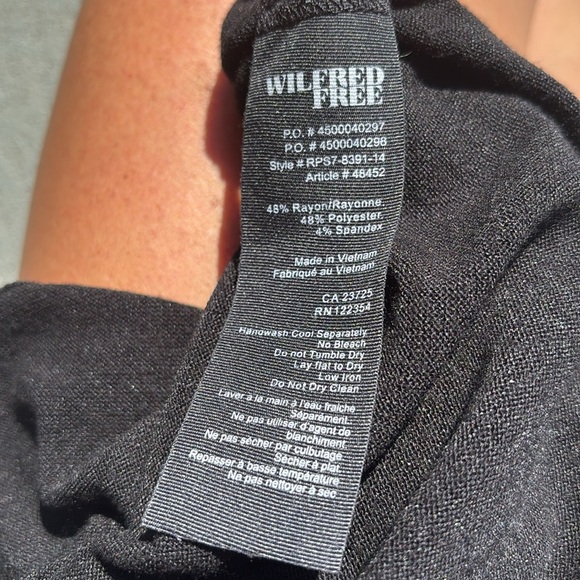 WILFRED
FREE
P.O. # 4500040297
P.O. # 4500040298
Style # RPS7-8391-14
Article # 48452
48% Rayon/Rayonne
48% Polyester
4% Spandex
Made in Vietnam
Fabriqué au Vietnam
CA 23725
RN 122354
Handwash Cool Separately
No Bleach
Do not Tumble Dry
Lay flat to Dry
Low Iron
Do Not Dry Clean
Laver à la main à l'eau fraîche
Séparément.
Ne pas utiliser d'agent de
blanchiment.
Ne pas sécher par culbutage
Sécher à plat.
Repasser à basse température
Ne pas nettoyer à sec